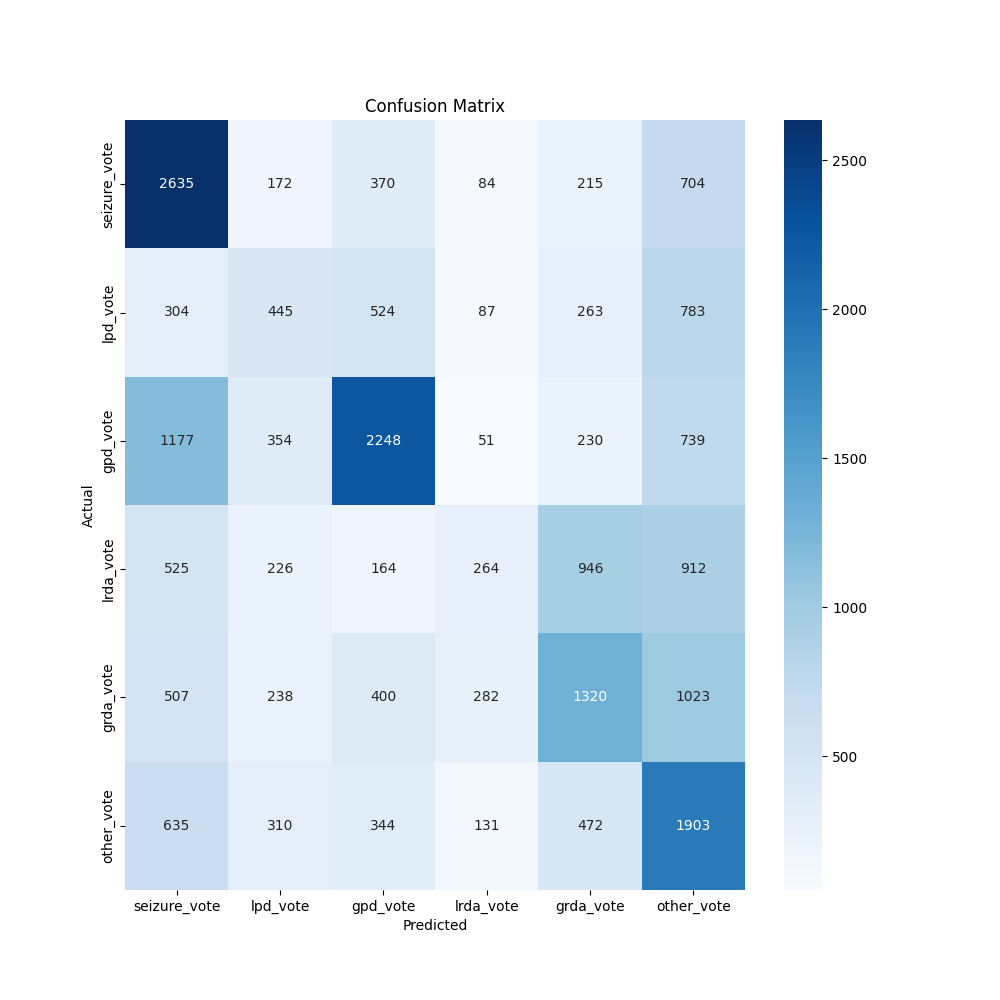 Confusion Matrix
seizure_vote 2635 172 370 84 215 704
lpd_vote 304 445 524 87 263 783
gpd_vote 1177 354 2248 51 230 739
lrda_vote 525 226 164 264 946 912
grda_vote 507 238 400 282 1320 1023
other_vote 635 310 344 131 472 1903
seizure_vote lpd_vote gpd_vote lrda_vote grda_vote other_vote
Predicted
Actual
2500
2000
1500
1000
500